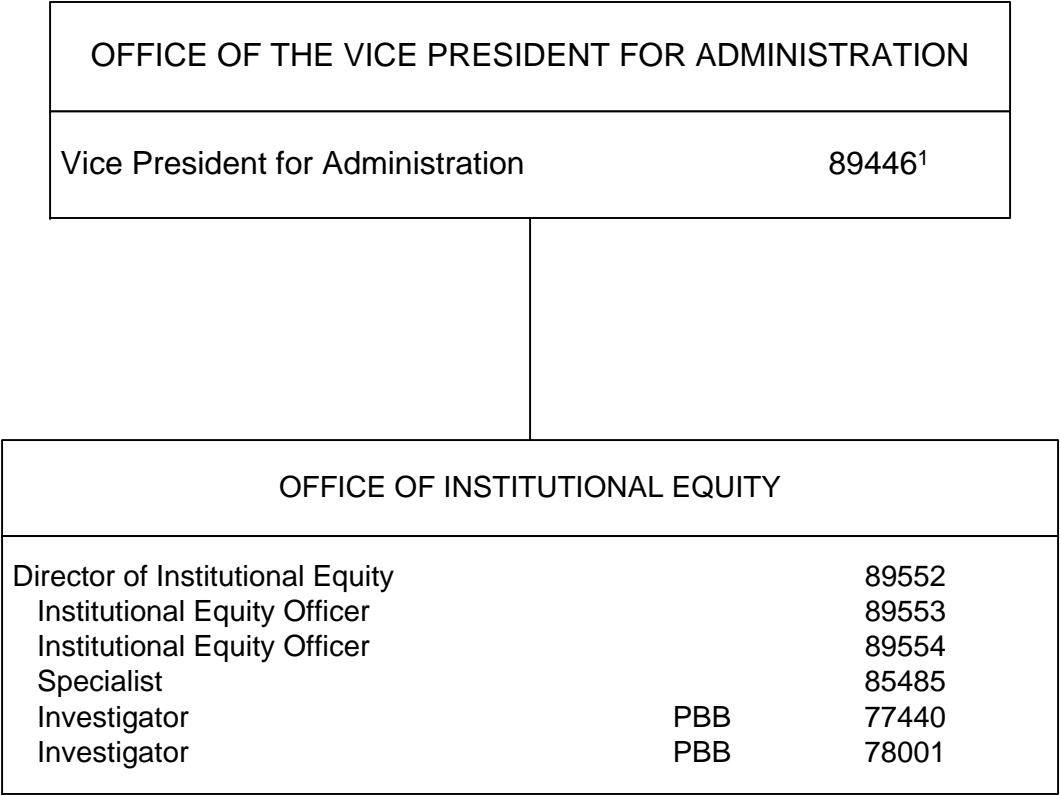 OFFICE OF THE VICE PRESIDENT FOR ADMINISTRATION
Vice President for Administration 89446¹
OFFICE OF INSTITUTIONAL EQUITY
Director of Institutional Equity 89552
Institutional Equity Officer 89553
Institutional Equity Officer 89554
Specialist 85485
Investigator PBB 77440
Investigator PBB 78001